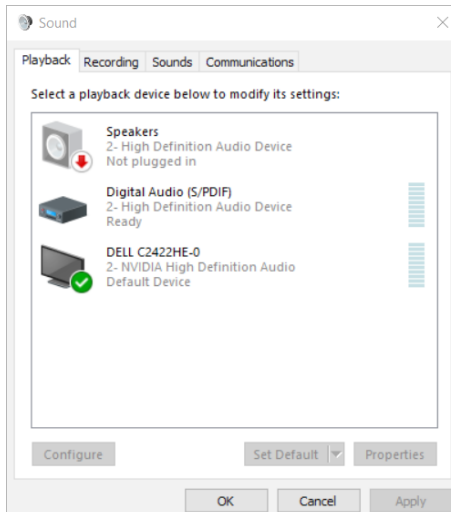 Sound
Playback Recording Sounds Communications
Select a playback device below to modify its settings:
Speakers
2- High Definition Audio Device
Not plugged in
Digital Audio (S/PDIF)
2- High Definition Audio Device
Ready
DELL C2422HE-0
2- NVIDIA High Definition Audio
Default Device
Configure Set Default Properties
OK Cancel Apply